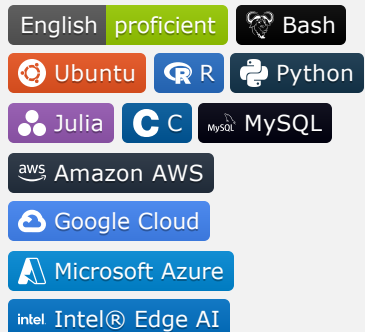 English proficient Bash
Ubuntu R Python
Julia C MySQL MySQL
aws Amazon AWS
Google Cloud
Microsoft Azure
intel. Intel® Edge AI